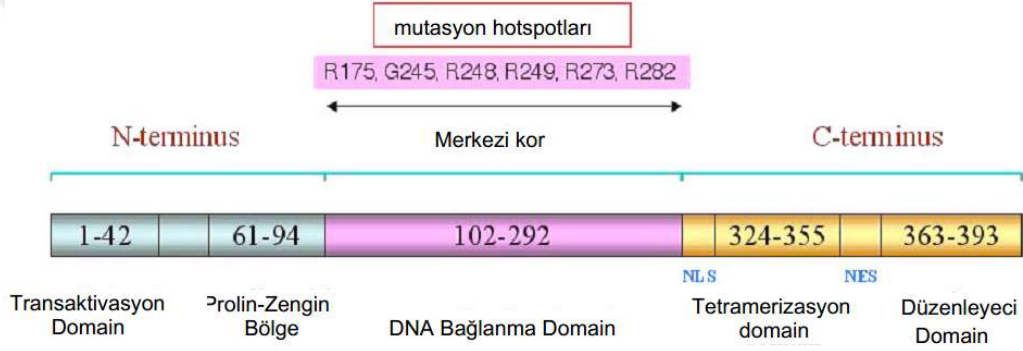 mutasyon hotspotları
R175, G245, R248, R249, R273, R282
N-terminus
Merkezi kor
C-terminus
1-42
61-94
102-292
324-355
363-393
NLS
NES
Transaktivasyon
Domain
Prolin-Zengin
Bölge
DNA Bağlanma Domain
Tetramerizasyon
domain
Düzenleyeci
Domain